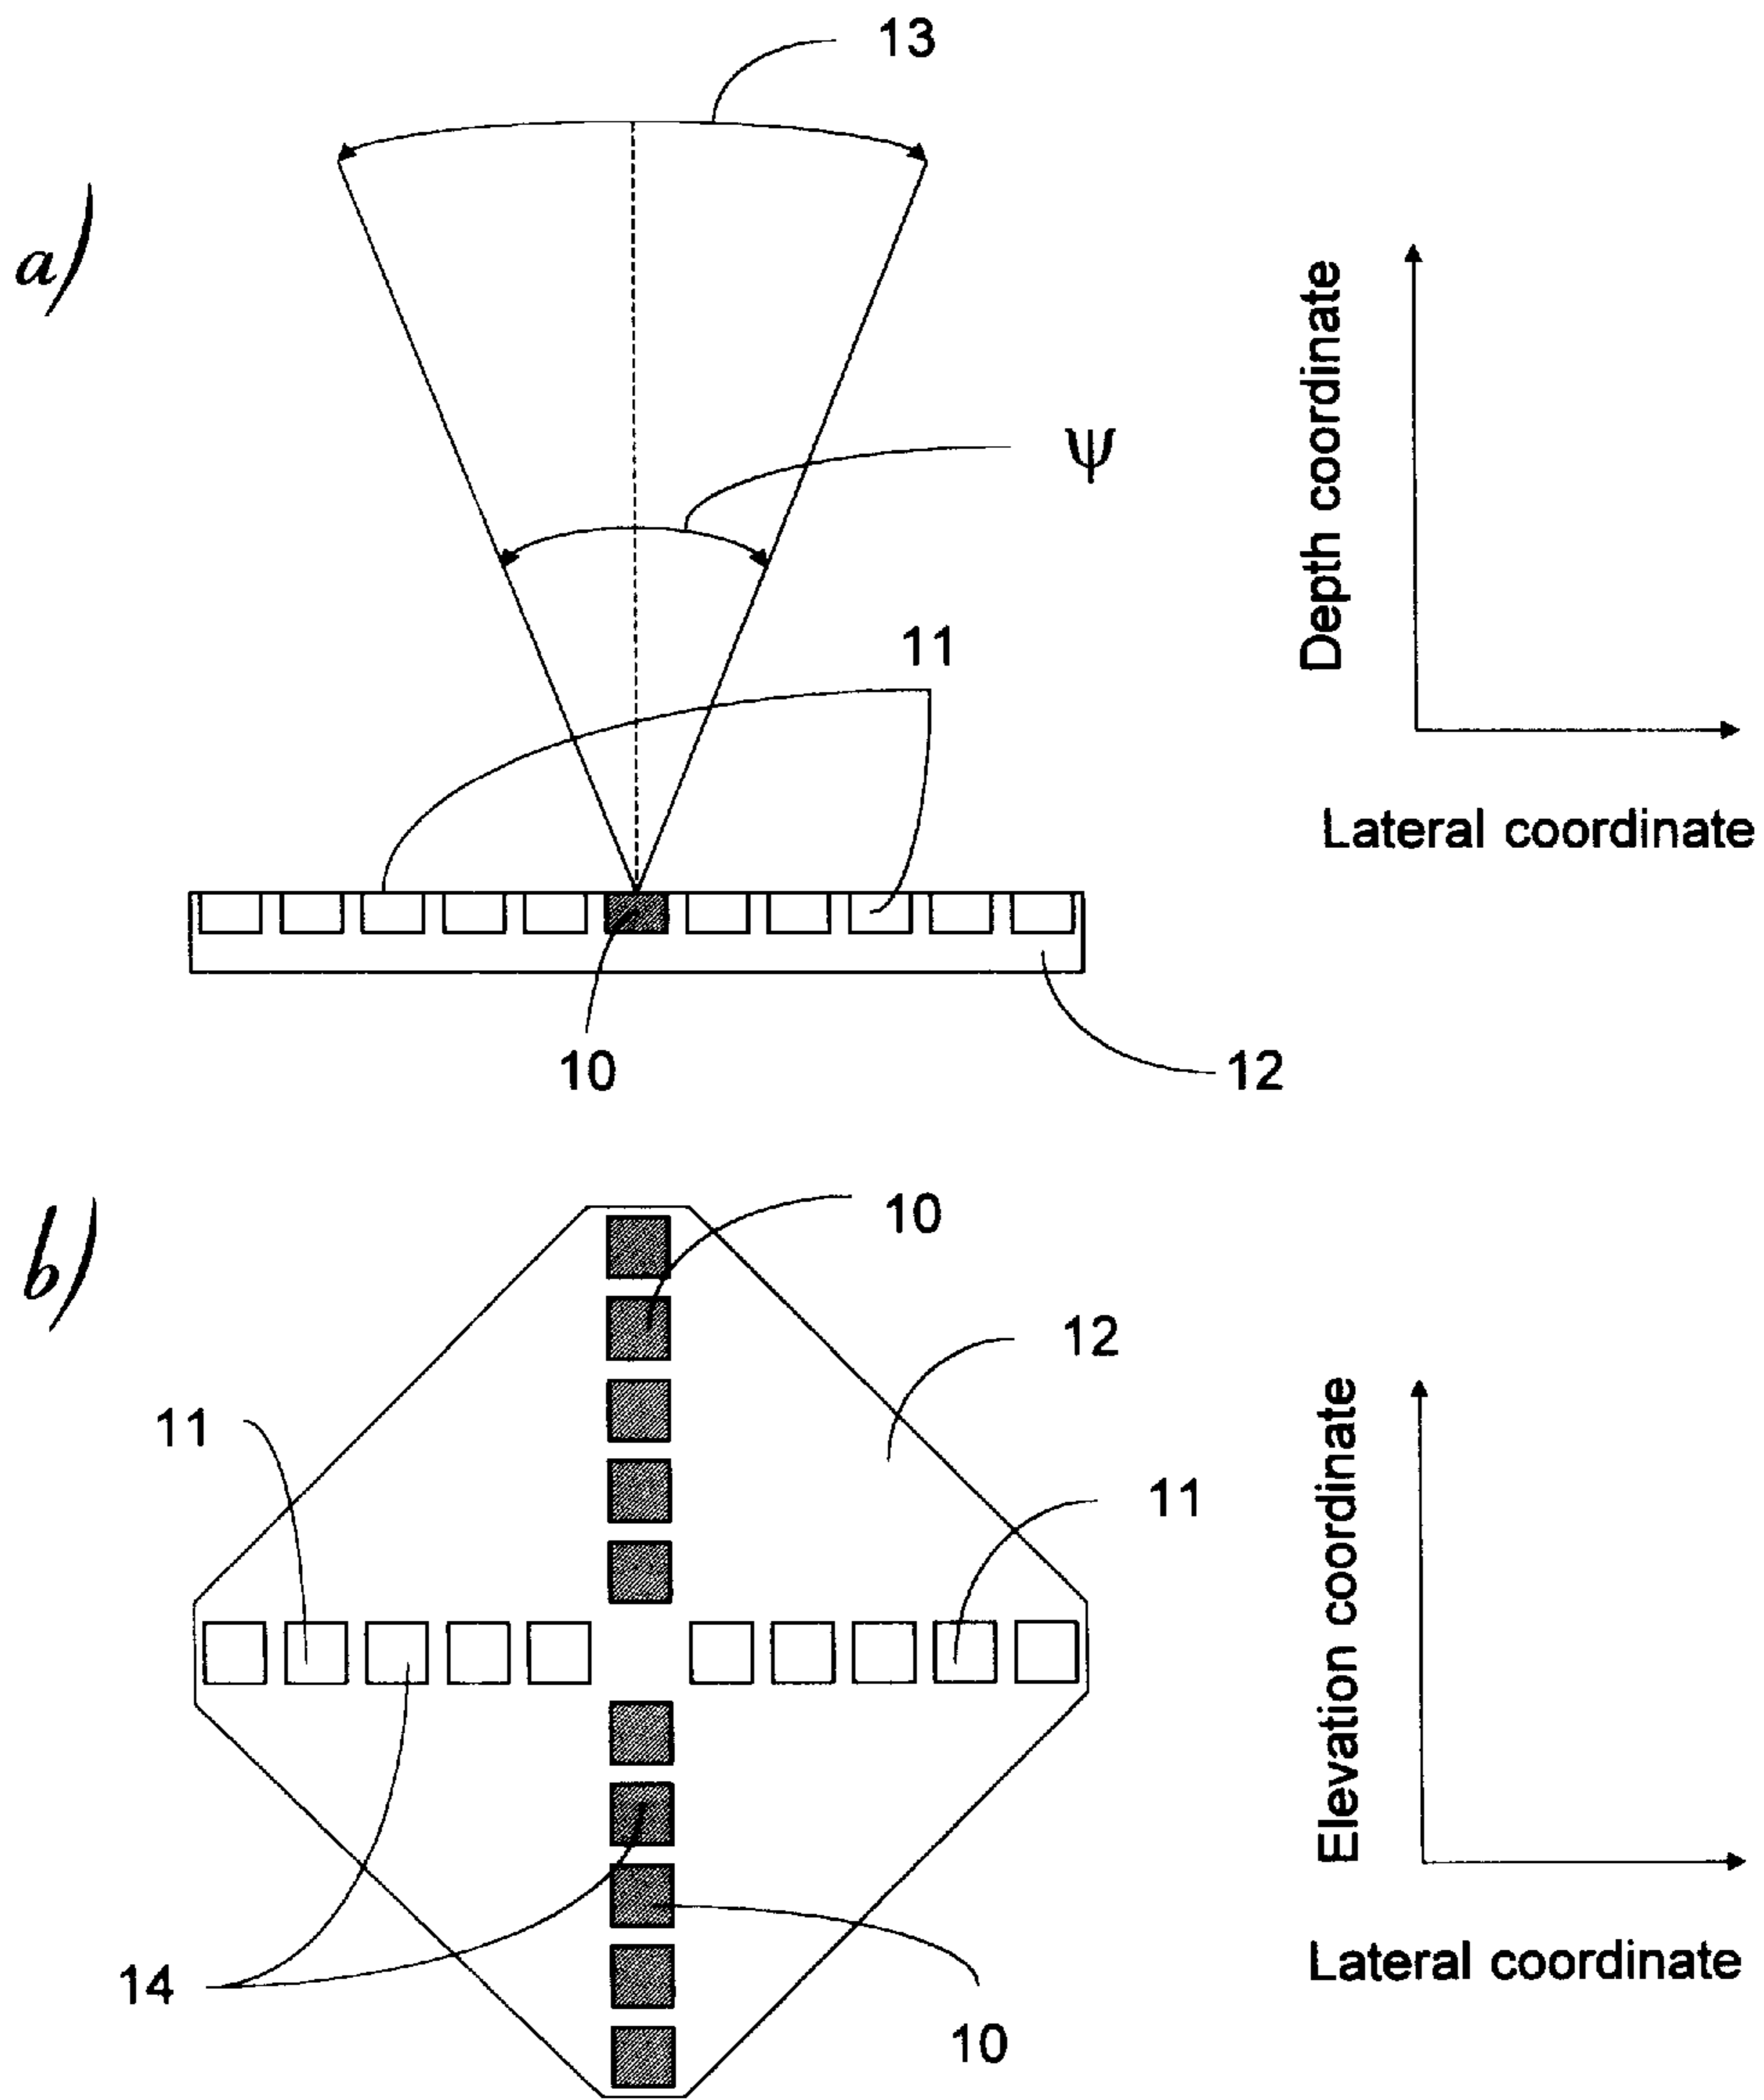 13
a)
Depth coordinate
ψ
11
Lateral coordinate
10
12
b)
10
12
11
11
Elevation coordinate
14
10
Lateral coordinate